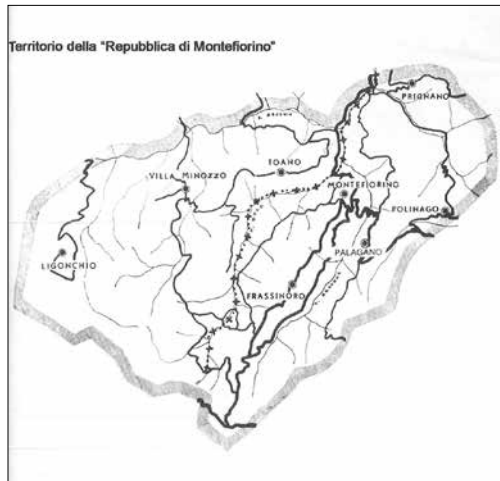 Territorio della "Repubblica di Montefiorino"
PRIGNANO
TOANO
VILLA MINOZZO
MONTEFIORINO
POLINAGO
LIGONCHIO
PALAGANO
FRASSINORO